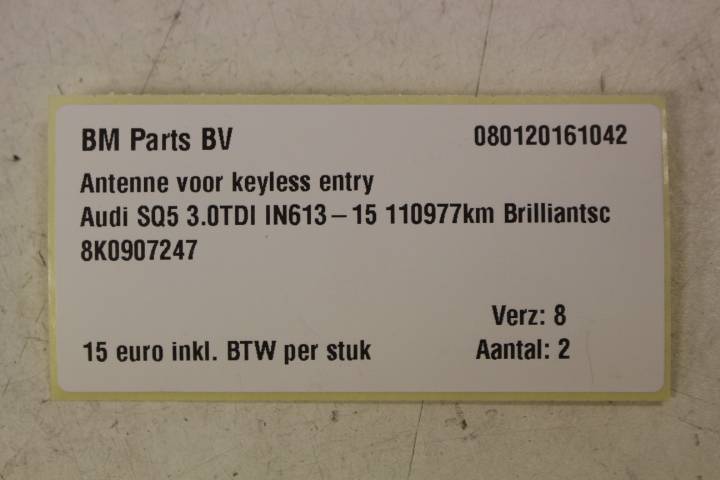 BM Parts BV 080120161042
Antenne voor keyless entry
Audi SQ5 3.0TDI IN613-15 110977km Brilliantsc
8K0907247
Verz: 8
15 euro inkl. BTW per stuk Aantal: 2